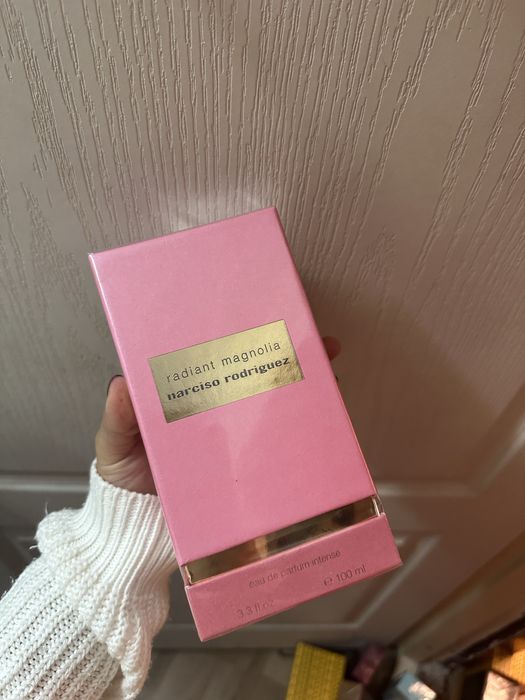 radiant magnolia
narciso rodriguez
eau de parfum intense
3.3 fl oz ℮ 100 ml